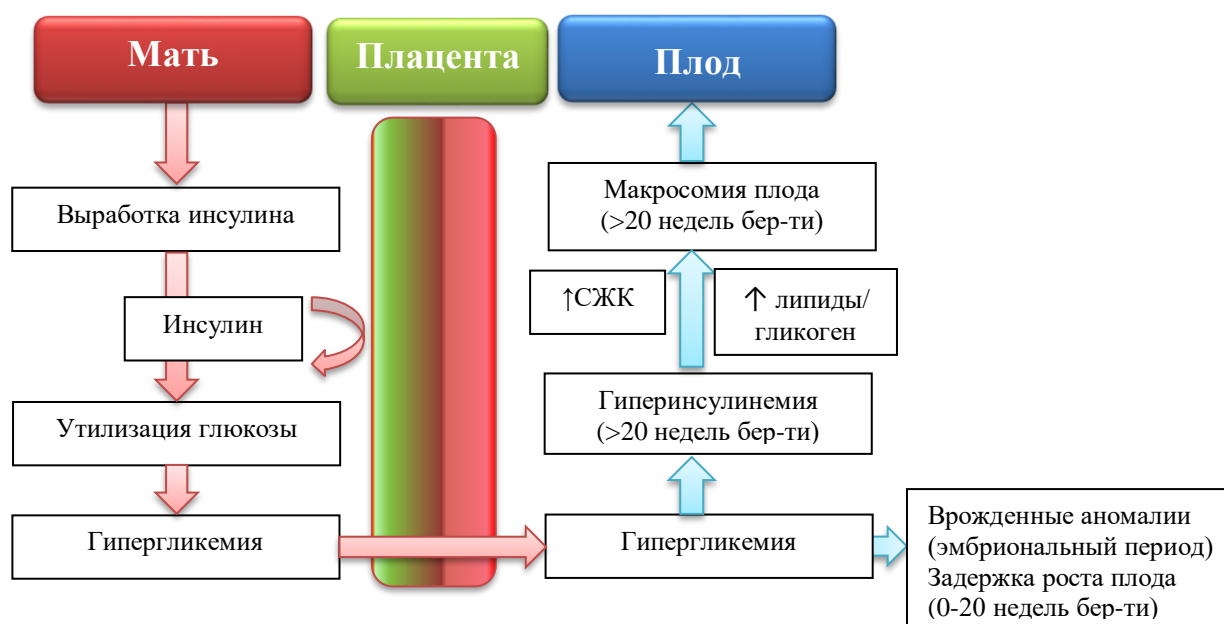 Мать
Плацента
Плод
Выработка инсулина
Инсулин
Утилизация глюкозы
Гипергликемия
Макросомия плода
(>20 недель бер-ти)
↑СЖК
↑ липиды/
гликоген
Гиперинсулинемия
(>20 недель бер-ти)
Гипергликемия
Врожденные аномалии
(эмбриональный период)
Задержка роста плода
(0-20 недель бер-ти)